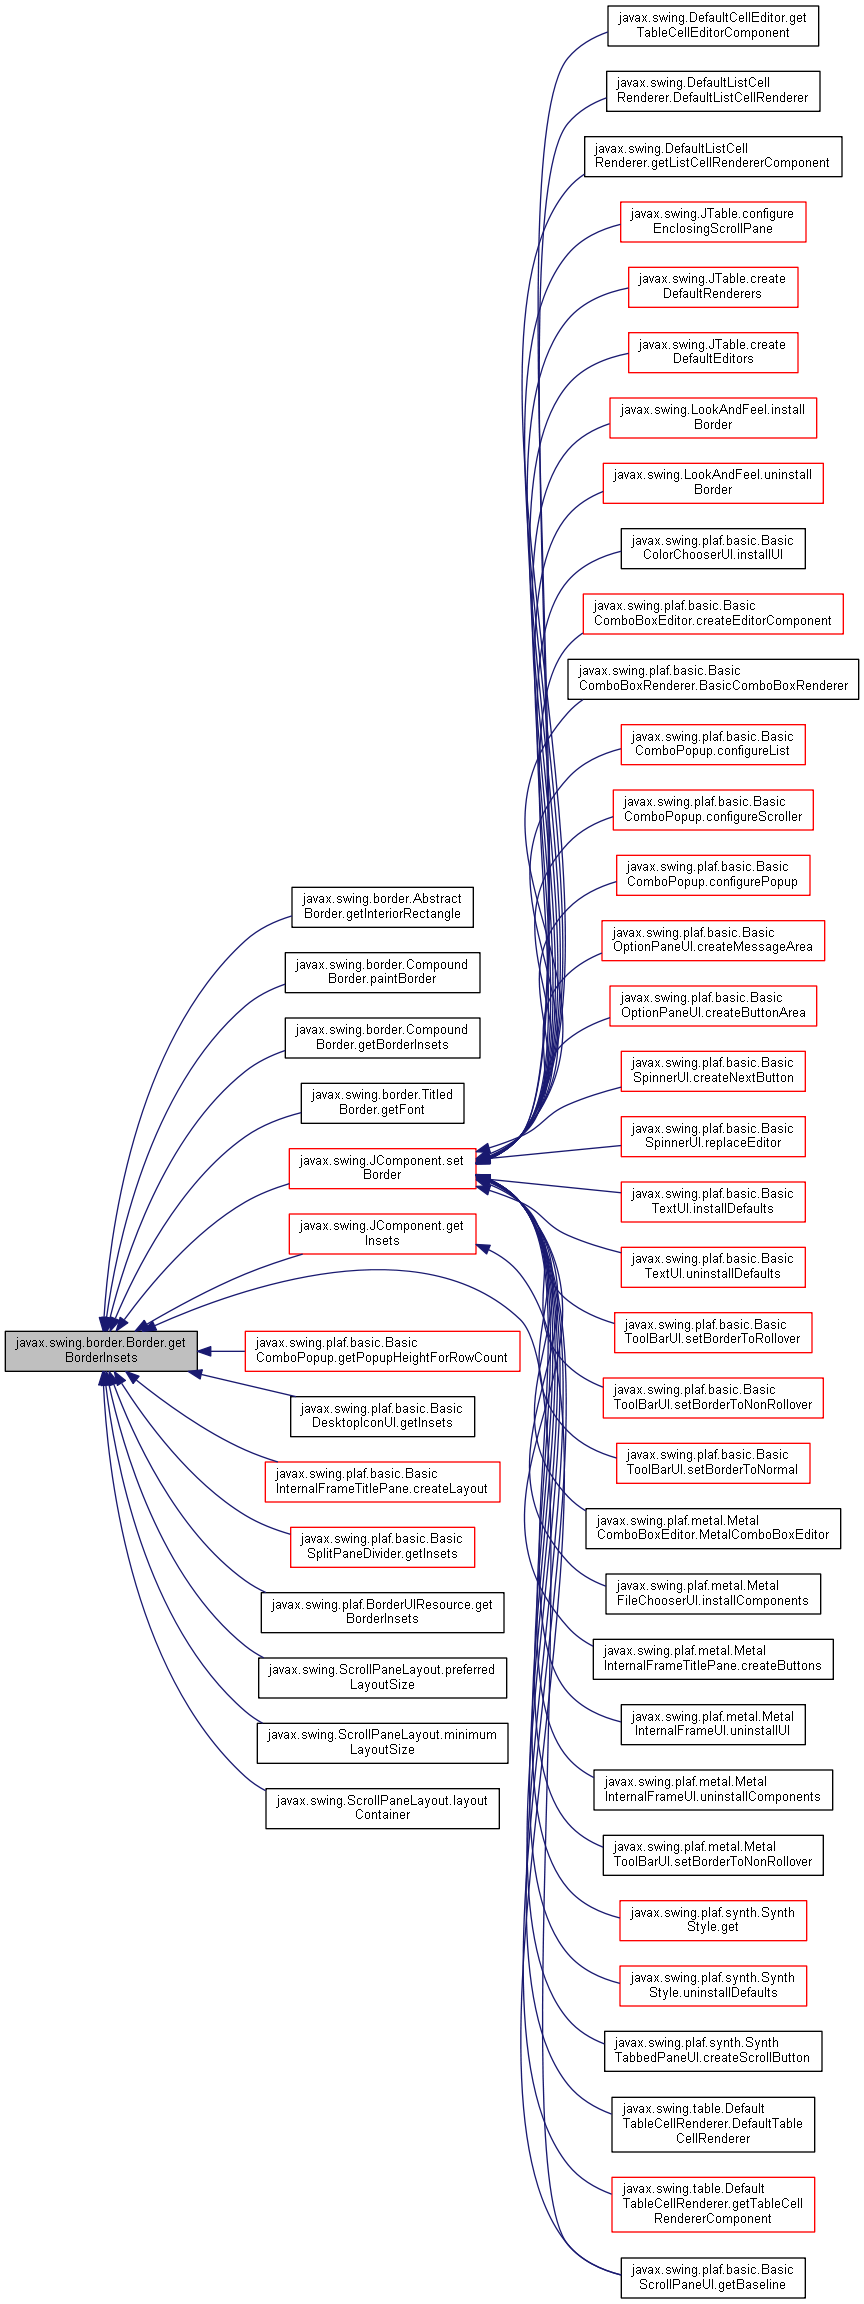 javax.swing.DefaultCellEditor.get
TableCellEditorComponent
javax.swing.DefaultListCell
Renderer.DefaultListCellRenderer
javax.swing.DefaultListCell
Renderer.getListCellRendererComponent
javax.swing.JTable.configure
EnclosingScrollPane
javax.swing.JTable.create
DefaultRenderers
javax.swing.JTable.create
DefaultEditors
javax.swing.LookAndFeel.install
Border
javax.swing.LookAndFeel.uninstall
Border
javax.swing.plaf.basic.Basic
ColorChooserUI.installUI
javax.swing.plaf.basic.Basic
ComboBoxEditor.createEditorComponent
javax.swing.plaf.basic.Basic
ComboBoxRenderer.BasicComboBoxRenderer
javax.swing.plaf.basic.Basic
ComboPopup.configureList
javax.swing.plaf.basic.Basic
ComboPopup.configureScroller
javax.swing.plaf.basic.Basic
ComboPopup.configurePopup
javax.swing.plaf.basic.Basic
OptionPaneUI.createMessageArea
javax.swing.plaf.basic.Basic
OptionPaneUI.createButtonArea
javax.swing.plaf.basic.Basic
SpinnerUI.createNextButton
javax.swing.plaf.basic.Basic
SpinnerUI.replaceEditor
javax.swing.plaf.basic.Basic
TextUI.installDefaults
javax.swing.plaf.basic.Basic
TextUI.uninstallDefaults
javax.swing.plaf.basic.Basic
ToolBarUI.setBorderToRollover
javax.swing.plaf.basic.Basic
ToolBarUI.setBorderToNonRollover
javax.swing.plaf.basic.Basic
ToolBarUI.setBorderToNormal
javax.swing.plaf.metal.Metal
ComboBoxEditor.MetalComboBoxEditor
javax.swing.plaf.metal.Metal
FileChooserUI.installComponents
javax.swing.plaf.metal.Metal
InternalFrameTitlePane.createButtons
javax.swing.plaf.metal.Metal
InternalFrameUI.uninstallUI
javax.swing.plaf.metal.Metal
InternalFrameUI.uninstallComponents
javax.swing.plaf.metal.Metal
ToolBarUI.setBorderToNonRollover
javax.swing.plaf.synth.Synth
Style.get
javax.swing.plaf.synth.Synth
Style.uninstallDefaults
javax.swing.plaf.synth.Synth
TabbedPaneUI.createScrollButton
javax.swing.table.Default
TableCellRenderer.DefaultTable
CellRenderer
javax.swing.table.Default
TableCellRenderer.getTableCell
RendererComponent
javax.swing.plaf.basic.Basic
ScrollPaneUI.getBaseline
javax.swing.border.Abstract
Border.getInteriorRectangle
javax.swing.border.Compound
Border.paintBorder
javax.swing.border.Compound
Border.getBorderInsets
javax.swing.border.Titled
Border.getFont
javax.swing.JComponent.set
Border
javax.swing.JComponent.get
Insets
javax.swing.plaf.basic.Basic
ComboPopup.getPopupHeightForRowCount
javax.swing.plaf.basic.Basic
DesktopIconUI.getInsets
javax.swing.plaf.basic.Basic
InternalFrameTitlePane.createLayout
javax.swing.plaf.basic.Basic
SplitPaneDivider.getInsets
javax.swing.plaf.BorderUIResource.get
BorderInsets
javax.swing.ScrollPaneLayout.preferred
LayoutSize
javax.swing.ScrollPaneLayout.minimum
LayoutSize
javax.swing.ScrollPaneLayout.layout
Container
javax.swing.border.Border.get
BorderInsets